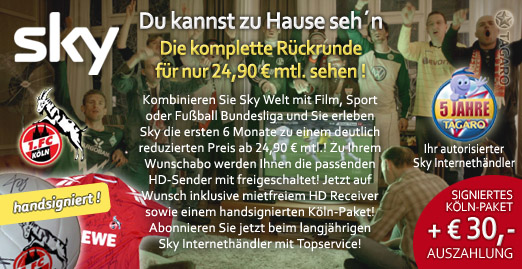 sky
Du kannst zu Hause seh´n
Die komplette Rückrunde
für nur 24,90 € mtl. sehen !
TAGARO
Kombinieren Sie Sky Welt mit Film, Sport
oder Fußball Bundesliga und Sie erleben
Sky die ersten 6 Monate zu einem deutlich
reduzierten Preis ab 24,90 € mtl.! Zu Ihrem
Wunschabo werden Ihnen die passenden
HD-Sender mit freigeschaltet! Jetzt auf
Wunsch inklusive mietfreiem HD Receiver
sowie einem handsignierten Köln-Paket!
Abonnieren Sie jetzt beim langjährigen
Sky Internethändler mit Topservice!
1.FC
KÖLN
handsigniert !
REWE
5 JAHRE
TAGARO
Ihr autorisierter
Sky Internethändler
SIGNIERTES
KÖLN-PAKET
+ € 30,-
AUSZAHLUNG